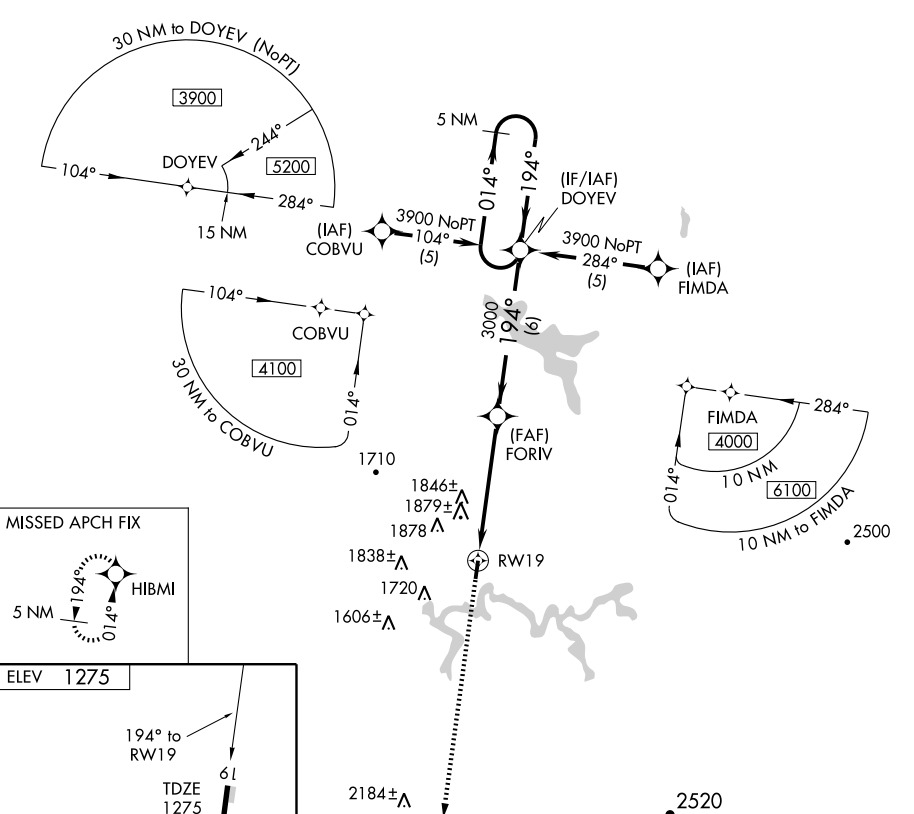 30 NM to DOYEV (NoPT)
3900
244°
DOYEV
5200
104°
284°
15 NM
5 NM
014°
194°
(IF/IAF)
DOYEV
(IAF)
COBVU
3900 NoPT
104°
(5)
3900 NoPT
284°
(5)
(IAF)
FIMDA
3000
194°
(6)
104°
COBVU
4100
014°
30 NM to COBVU
FIMDA
284°
4000
10 NM
014°
6100
10 NM to FIMDA
(FAF)
FORIV
1710
1846±
1879±
1878
2500
1838±
RW19
1720
1606±
MISSED APCH FIX
194°
HIBMI
5 NM
014°
ELEV 1275
194° to
RW19
19
TDZE
1275
2184±
2520